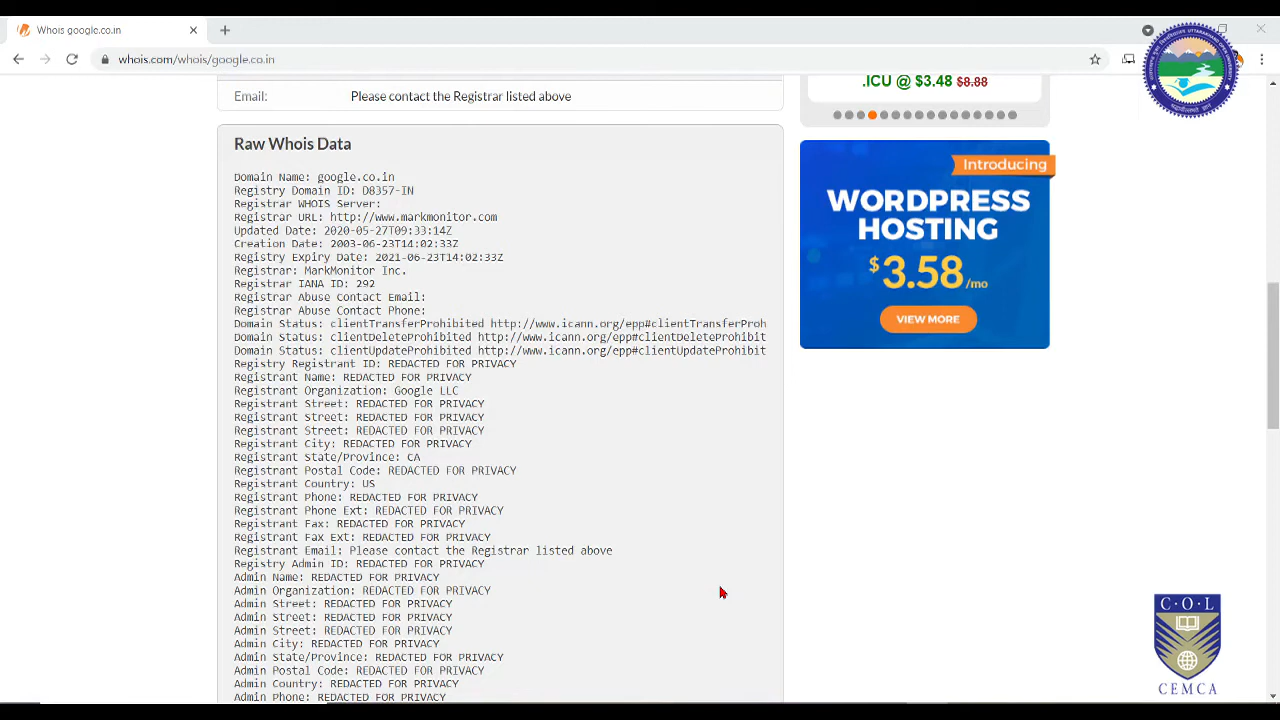 Whois google.co.in
whois.com/whois/google.co.in
Email: Please contact the Registrar listed above
Raw Whois Data
Domain Name: google.co.in
Registry Domain ID: D8357-IN
Registrar WHOIS Server:
Registrar URL: http://www.markmonitor.com
Updated Date: 2020-05-27T09:33:14Z
Creation Date: 2003-06-23T14:02:33Z
Registry Expiry Date: 2021-06-23T14:02:33Z
Registrar: MarkMonitor Inc.
Registrar IANA ID: 292
Registrar Abuse Contact Email:
Registrar Abuse Contact Phone:
Domain Status: clientTransferProhibited http://www.icann.org/epp#clientTransferProh
Domain Status: clientDeleteProhibited http://www.icann.org/epp#clientDeleteProhibit
Domain Status: clientUpdateProhibited http://www.icann.org/epp#clientUpdateProhibit
Registry Registrant ID: REDACTED FOR PRIVACY
Registrant Name: REDACTED FOR PRIVACY
Registrant Organization: Google LLC
Registrant Street: REDACTED FOR PRIVACY
Registrant Street: REDACTED FOR PRIVACY
Registrant Street: REDACTED FOR PRIVACY
Registrant City: REDACTED FOR PRIVACY
Registrant State/Province: CA
Registrant Postal Code: REDACTED FOR PRIVACY
Registrant Country: US
Registrant Phone: REDACTED FOR PRIVACY
Registrant Phone Ext: REDACTED FOR PRIVACY
Registrant Fax: REDACTED FOR PRIVACY
Registrant Fax Ext: REDACTED FOR PRIVACY
Registrant Email: Please contact the Registrar listed above
Registry Admin ID: REDACTED FOR PRIVACY
Admin Name: REDACTED FOR PRIVACY
Admin Organization: REDACTED FOR PRIVACY
Admin Street: REDACTED FOR PRIVACY
Admin Street: REDACTED FOR PRIVACY
Admin Street: REDACTED FOR PRIVACY
Admin City: REDACTED FOR PRIVACY
Admin State/Province: REDACTED FOR PRIVACY
Admin Postal Code: REDACTED FOR PRIVACY
Admin Country: REDACTED FOR PRIVACY
Admin Phone: REDACTED FOR PRIVACY
.ICU @ $3.48 $8.88
Introducing
WORDPRESS
HOSTING
$3.58/mo
VIEW MORE
C·O·L
CEMCA